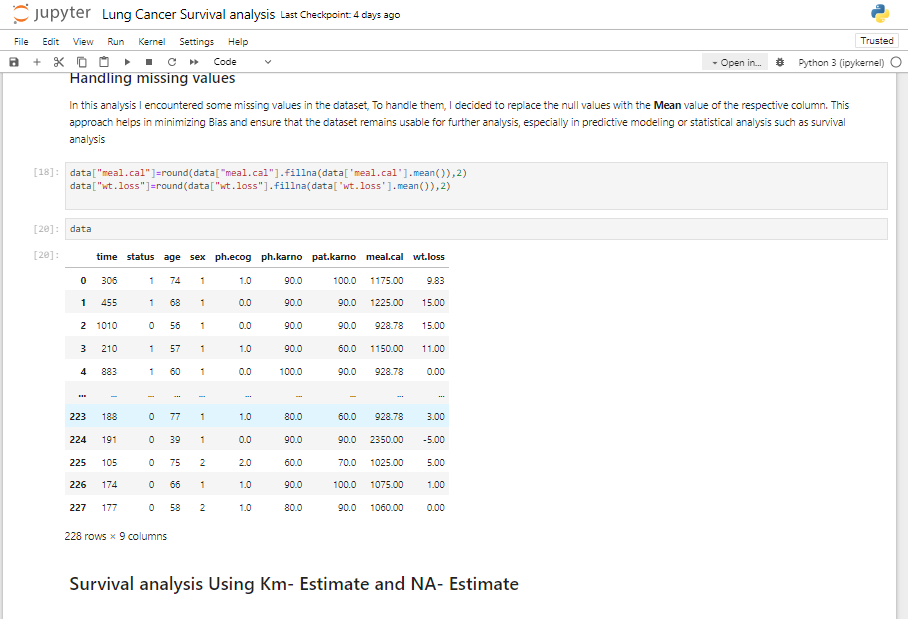 jupyter Lung Cancer Survival analysis Last Checkpoint: 4 days ago
File Edit View Run Kernel Settings Help Trusted
Code Open in... Python 3 (ipykernel)
Handling missing values
In this analysis I encountered some missing values in the dataset, To handle them, I decided to replace the null values with the Mean value of the respective column. This
approach helps in minimizing Bias and ensure that the dataset remains usable for further analysis, especially in predictive modeling or statistical analysis such as survival
analysis
[18]: data["meal.cal"]=round(data["meal.cal"].fillna(data['meal.cal'].mean()),2)
data["wt.loss"]=round(data["wt.loss"].fillna(data['wt.loss'].mean()),2)
[20]: data
[20]: time status age sex ph.ecog ph.karno pat.karno meal.cal wt.loss
0 306 1 74 1 1.0 90.0 100.0 1175.00 9.83
1 455 1 68 1 0.0 90.0 90.0 1225.00 15.00
2 1010 0 56 1 0.0 90.0 90.0 928.78 15.00
3 210 1 57 1 1.0 90.0 60.0 1150.00 11.00
4 883 1 60 1 0.0 100.0 90.0 928.78 0.00
... ... ... ... ... ... ... ... ... ...
223 188 0 77 1 1.0 80.0 60.0 928.78 3.00
224 191 0 39 1 0.0 90.0 90.0 2350.00 -5.00
225 105 0 75 2 2.0 60.0 70.0 1025.00 5.00
226 174 0 66 1 1.0 90.0 100.0 1075.00 1.00
227 177 0 58 2 1.0 80.0 90.0 1060.00 0.00
228 rows × 9 columns
Survival analysis Using Km- Estimate and NA- Estimate